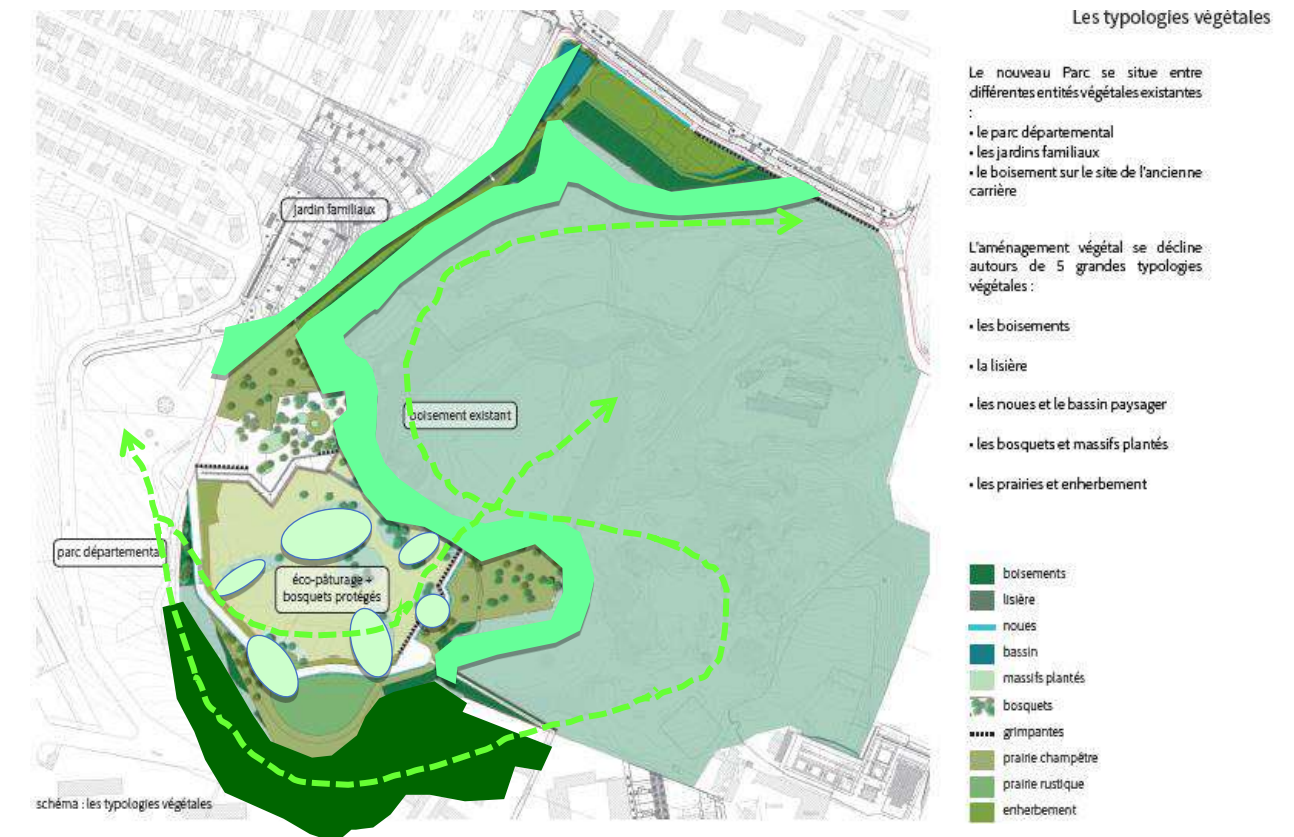 Les typologies végétales
Le nouveau Parc se situe entre
différentes entités végétales existantes
:
• le parc départemental
• les jardins familiaux
• le boisement sur le site de l'ancienne
carrière
L'aménagement végétal se décline
autours de 5 grandes typologies
végétales :
• les boisements
• la lisière
• les noues et le bassin paysager
• les bosquets et massifs plantés
• les prairies et enherbement
jardin familiaux
boisement existant
parc départemental
éco-pâturage +
bosquets protégés
boisements
lisière
noues
bassin
massifs plantés
bosquets
grimpantes
prairie champêtre
prairie rustique
enherbement
schéma : les typologies végétales